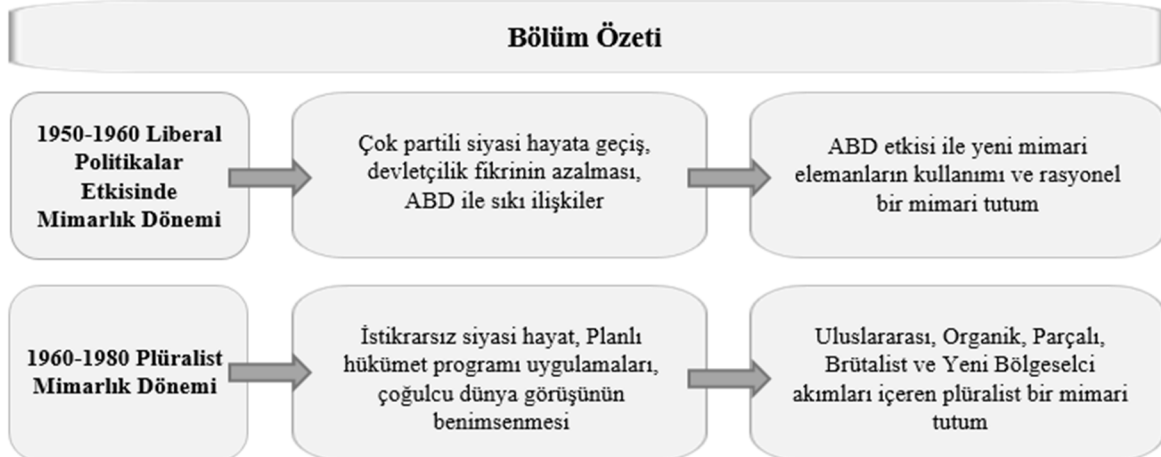 Bölüm Özeti
1950-1960 Liberal
Politikalar
Etkisinde
Mimarlık Dönemi
Çok partili siyasi hayata geçiş,
devletçilik fikrinin azalması,
ABD ile sıkı ilişkiler
ABD etkisi ile yeni mimari
elemanların kullanımı ve rasyonel
bir mimari tutum
1960-1980 Plüralist
Mimarlık Dönemi
İstikrarsız siyasi hayat, Planlı
hükümet programı uygulamaları,
çoğulcu dünya görüşünün
benimsenmesi
Uluslararası, Organik, Parçalı,
Brütalist ve Yeni Bölgeselci
akımları içeren plüralist bir mimari
tutum